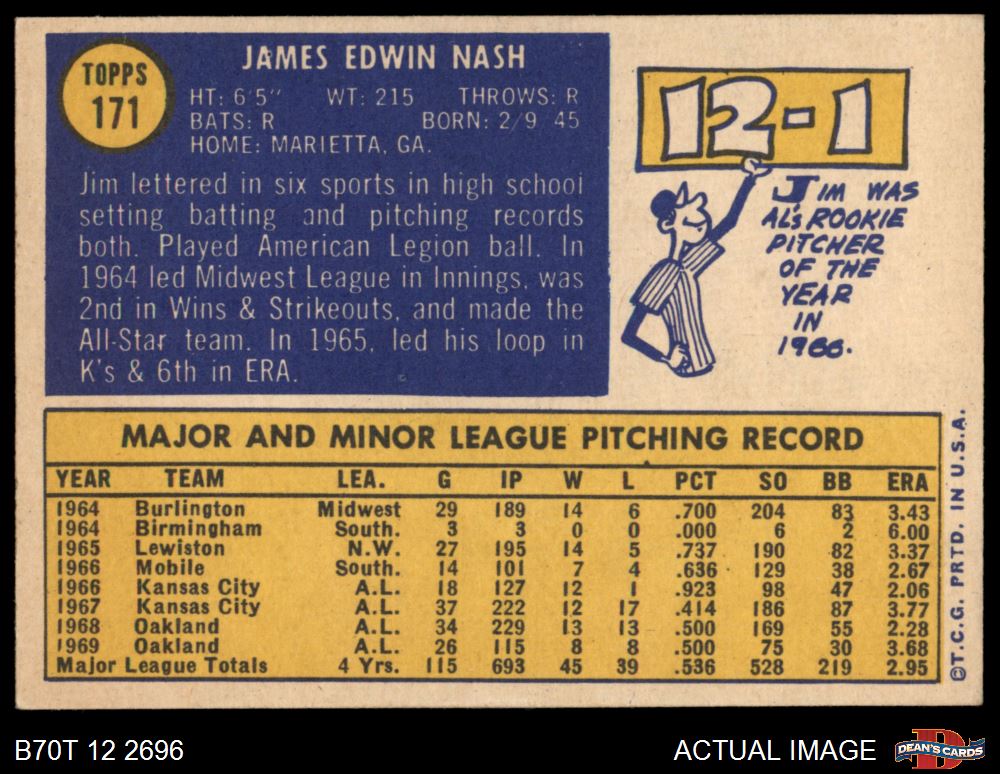 TOPPS
171
JAMES EDWIN NASH
HT: 6'5" WT: 215 THROWS: R
BATS: R BORN: 2/9 45
HOME: MARIETTA, GA.
Jim lettered in six sports in high school
setting batting and pitching records
both. Played American Legion ball. In
1964 led Midwest League in Innings, was
2nd in Wins & Strikeouts, and made the
All-Star team. In 1965, led his loop in
K's & 6th in ERA.
12-1
JIM WAS
AL'S ROOKIE
PITCHER
OF THE
YEAR
IN
1966.
MAJOR AND MINOR LEAGUE PITCHING RECORD
YEAR TEAM LEA. G IP W L PCT SO BB ERA
1964 Burlington Midwest 29 189 14 6 .700 204 83 3.43
1964 Birmingham South. 3 3 0 0 .000 6 2 6.00
1965 Lewiston N.W. 27 195 14 5 .737 190 82 3.37
1966 Mobile South. 14 101 7 4 .636 129 38 2.67
1966 Kansas City A.L. 18 127 12 1 .923 98 47 2.06
1967 Kansas City A.L. 37 222 12 17 .414 186 87 3.77
1968 Oakland A.L. 34 229 13 13 .500 169 55 2.28
1969 Oakland A.L. 26 115 8 8 .500 75 30 3.68
Major League Totals 4 Yrs. 115 693 45 39 .536 528 219 2.95
©T.C.G. PRTD. IN U.S.A.
B70T 12 2696
ACTUAL IMAGE
DEAN'S CARDS